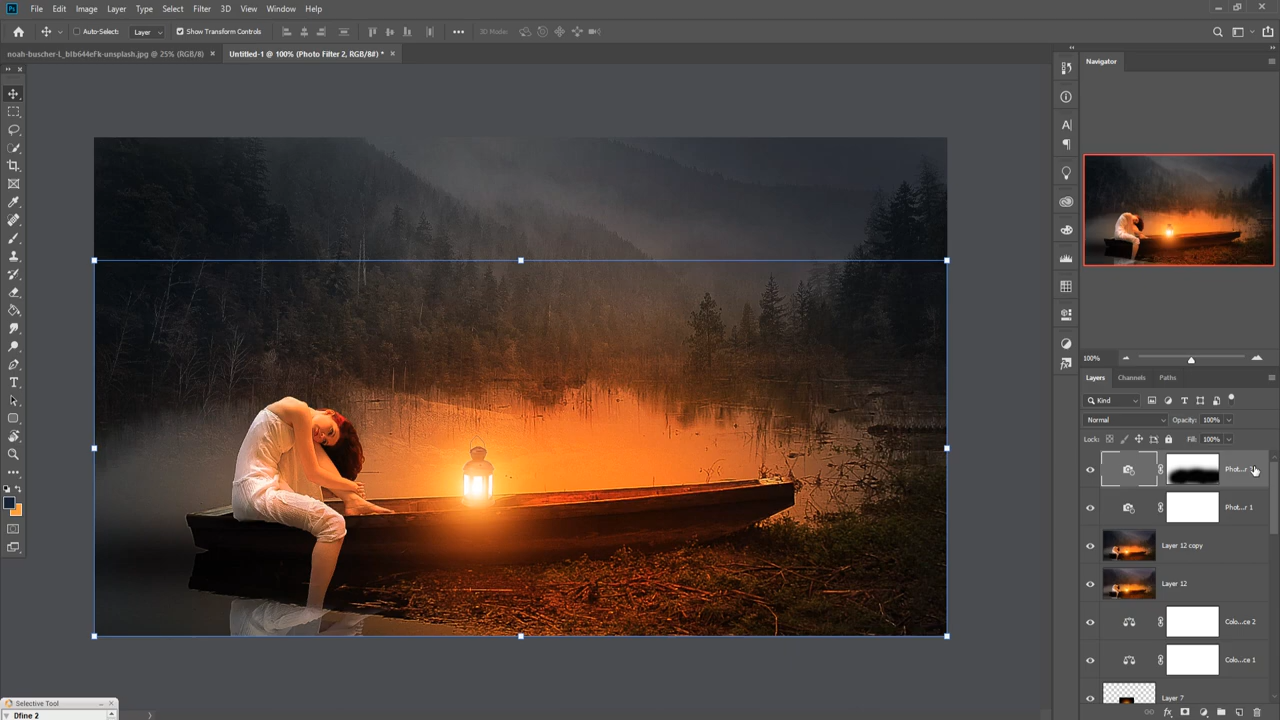 Ps File Edit Image Layer Type Select Filter 3D View Window Help
Auto-Select: Layer Show Transform Controls 3D Mode:
noah-buscher-L_b1b644eFk-unsplash.jpg @ 25% (RGB/8) × Untitled-1 @ 100% (Photo Filter 2, RGB/8#) * ×
Navigator
100%
Layers Channels Paths
Kind
Normal Opacity: 100%
Lock: Fill: 100%
Phot...r 1
Layer 12 copy
Layer 12
Colo...ce 2
Colo...ce 1
Layer 7
Selective Tool
Dfine 2